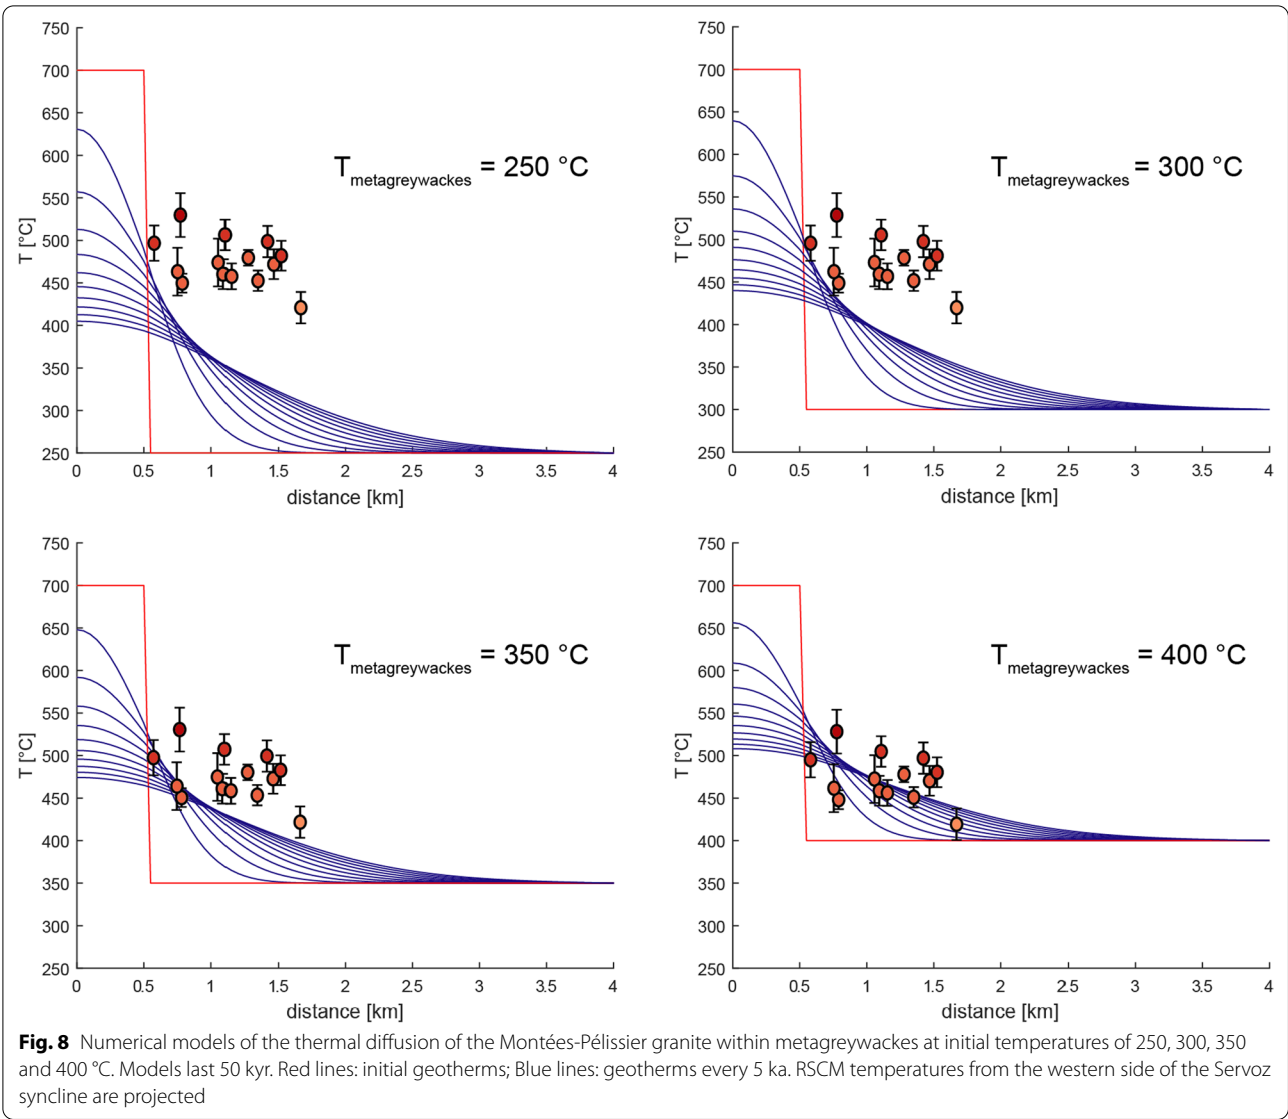 750
700
650
600
550
500
450
400
350
300
250
T [°C]
0 0.5 1 1.5 2 2.5 3 3.5 4
distance [km]
Tmetagreywackes = 250 °C
750
700
650
600
550
500
450
400
350
300
250
T [°C]
0 0.5 1 1.5 2 2.5 3 3.5 4
distance [km]
Tmetagreywackes = 300 °C
750
700
650
600
550
500
450
400
350
300
250
T [°C]
0 0.5 1 1.5 2 2.5 3 3.5 4
distance [km]
Tmetagreywackes = 350 °C
750
700
650
600
550
500
450
400
350
300
250
T [°C]
0 0.5 1 1.5 2 2.5 3 3.5 4
distance [km]
Tmetagreywackes = 400 °C
Fig. 8 Numerical models of the thermal diffusion of the Montées-Pélissier granite within metagreywackes at initial temperatures of 250, 300, 350
and 400 °C. Models last 50 kyr. Red lines: initial geotherms; Blue lines: geotherms every 5 ka. RSCM temperatures from the western side of the Servoz
syncline are projected